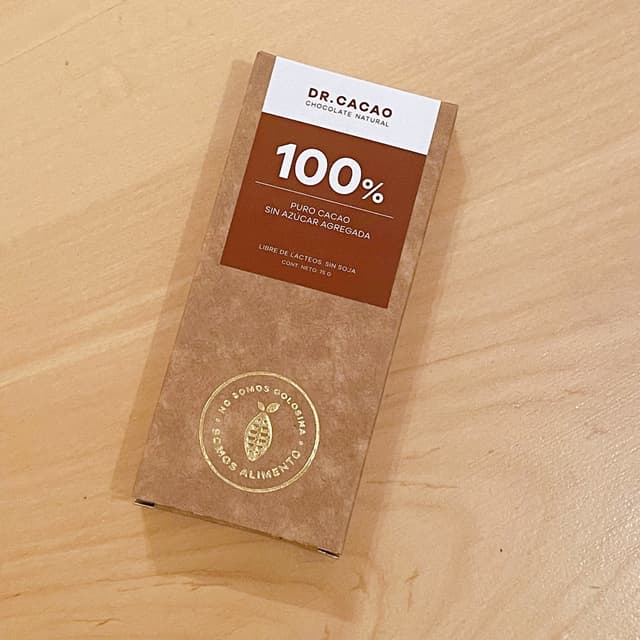 DR.CACAO
CHOCOLATE NATURAL
100%
PURO CACAO
SIN AZÚCAR AGREGADA
LIBRE DE LÁCTEOS. SIN SOJA
CONT. NETO: 75 G
NO SOMOS GOLOSINA
SOMOS ALIMENTO